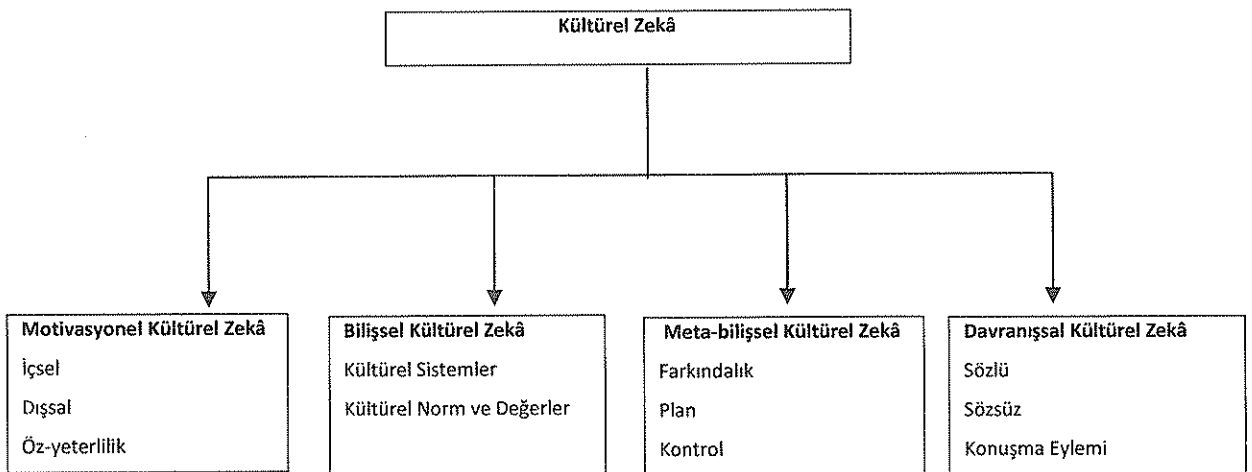 Kültürel Zekâ
Motivasyonel Kültürel Zekâ
İçsel
Dışsal
Öz-yeterlilik
Bilişsel Kültürel Zekâ
Kültürel Sistemler
Kültürel Norm ve Değerler
Meta-bilişsel Kültürel Zekâ
Farkındalık
Plan
Kontrol
Davranışsal Kültürel Zekâ
Sözlü
Sözsüz
Konuşma Eylemi